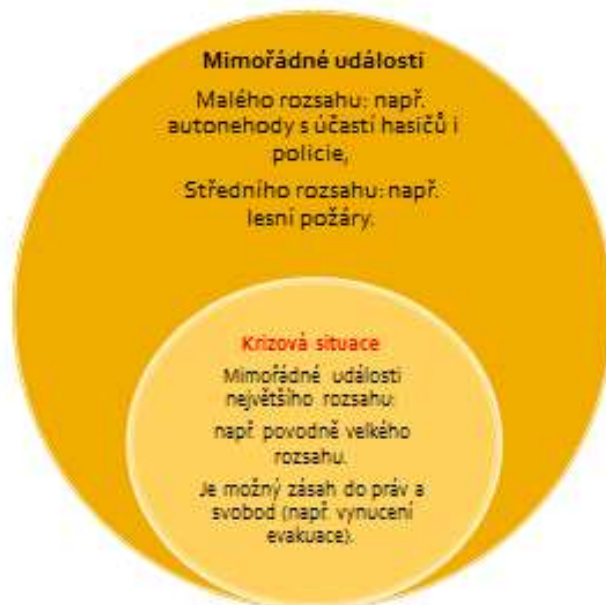 Mimořádné události
Malého rozsahu: např.
autonehody s účastí hasičů i
policie,
Středního rozsahu: např.
lesní požáry.
Krizová situace
Mimořádné události
největšího rozsahu:
např. povodně velkého
rozsahu.
Je možný zásah do práv a
svobod (např. vynucení
evakuace).